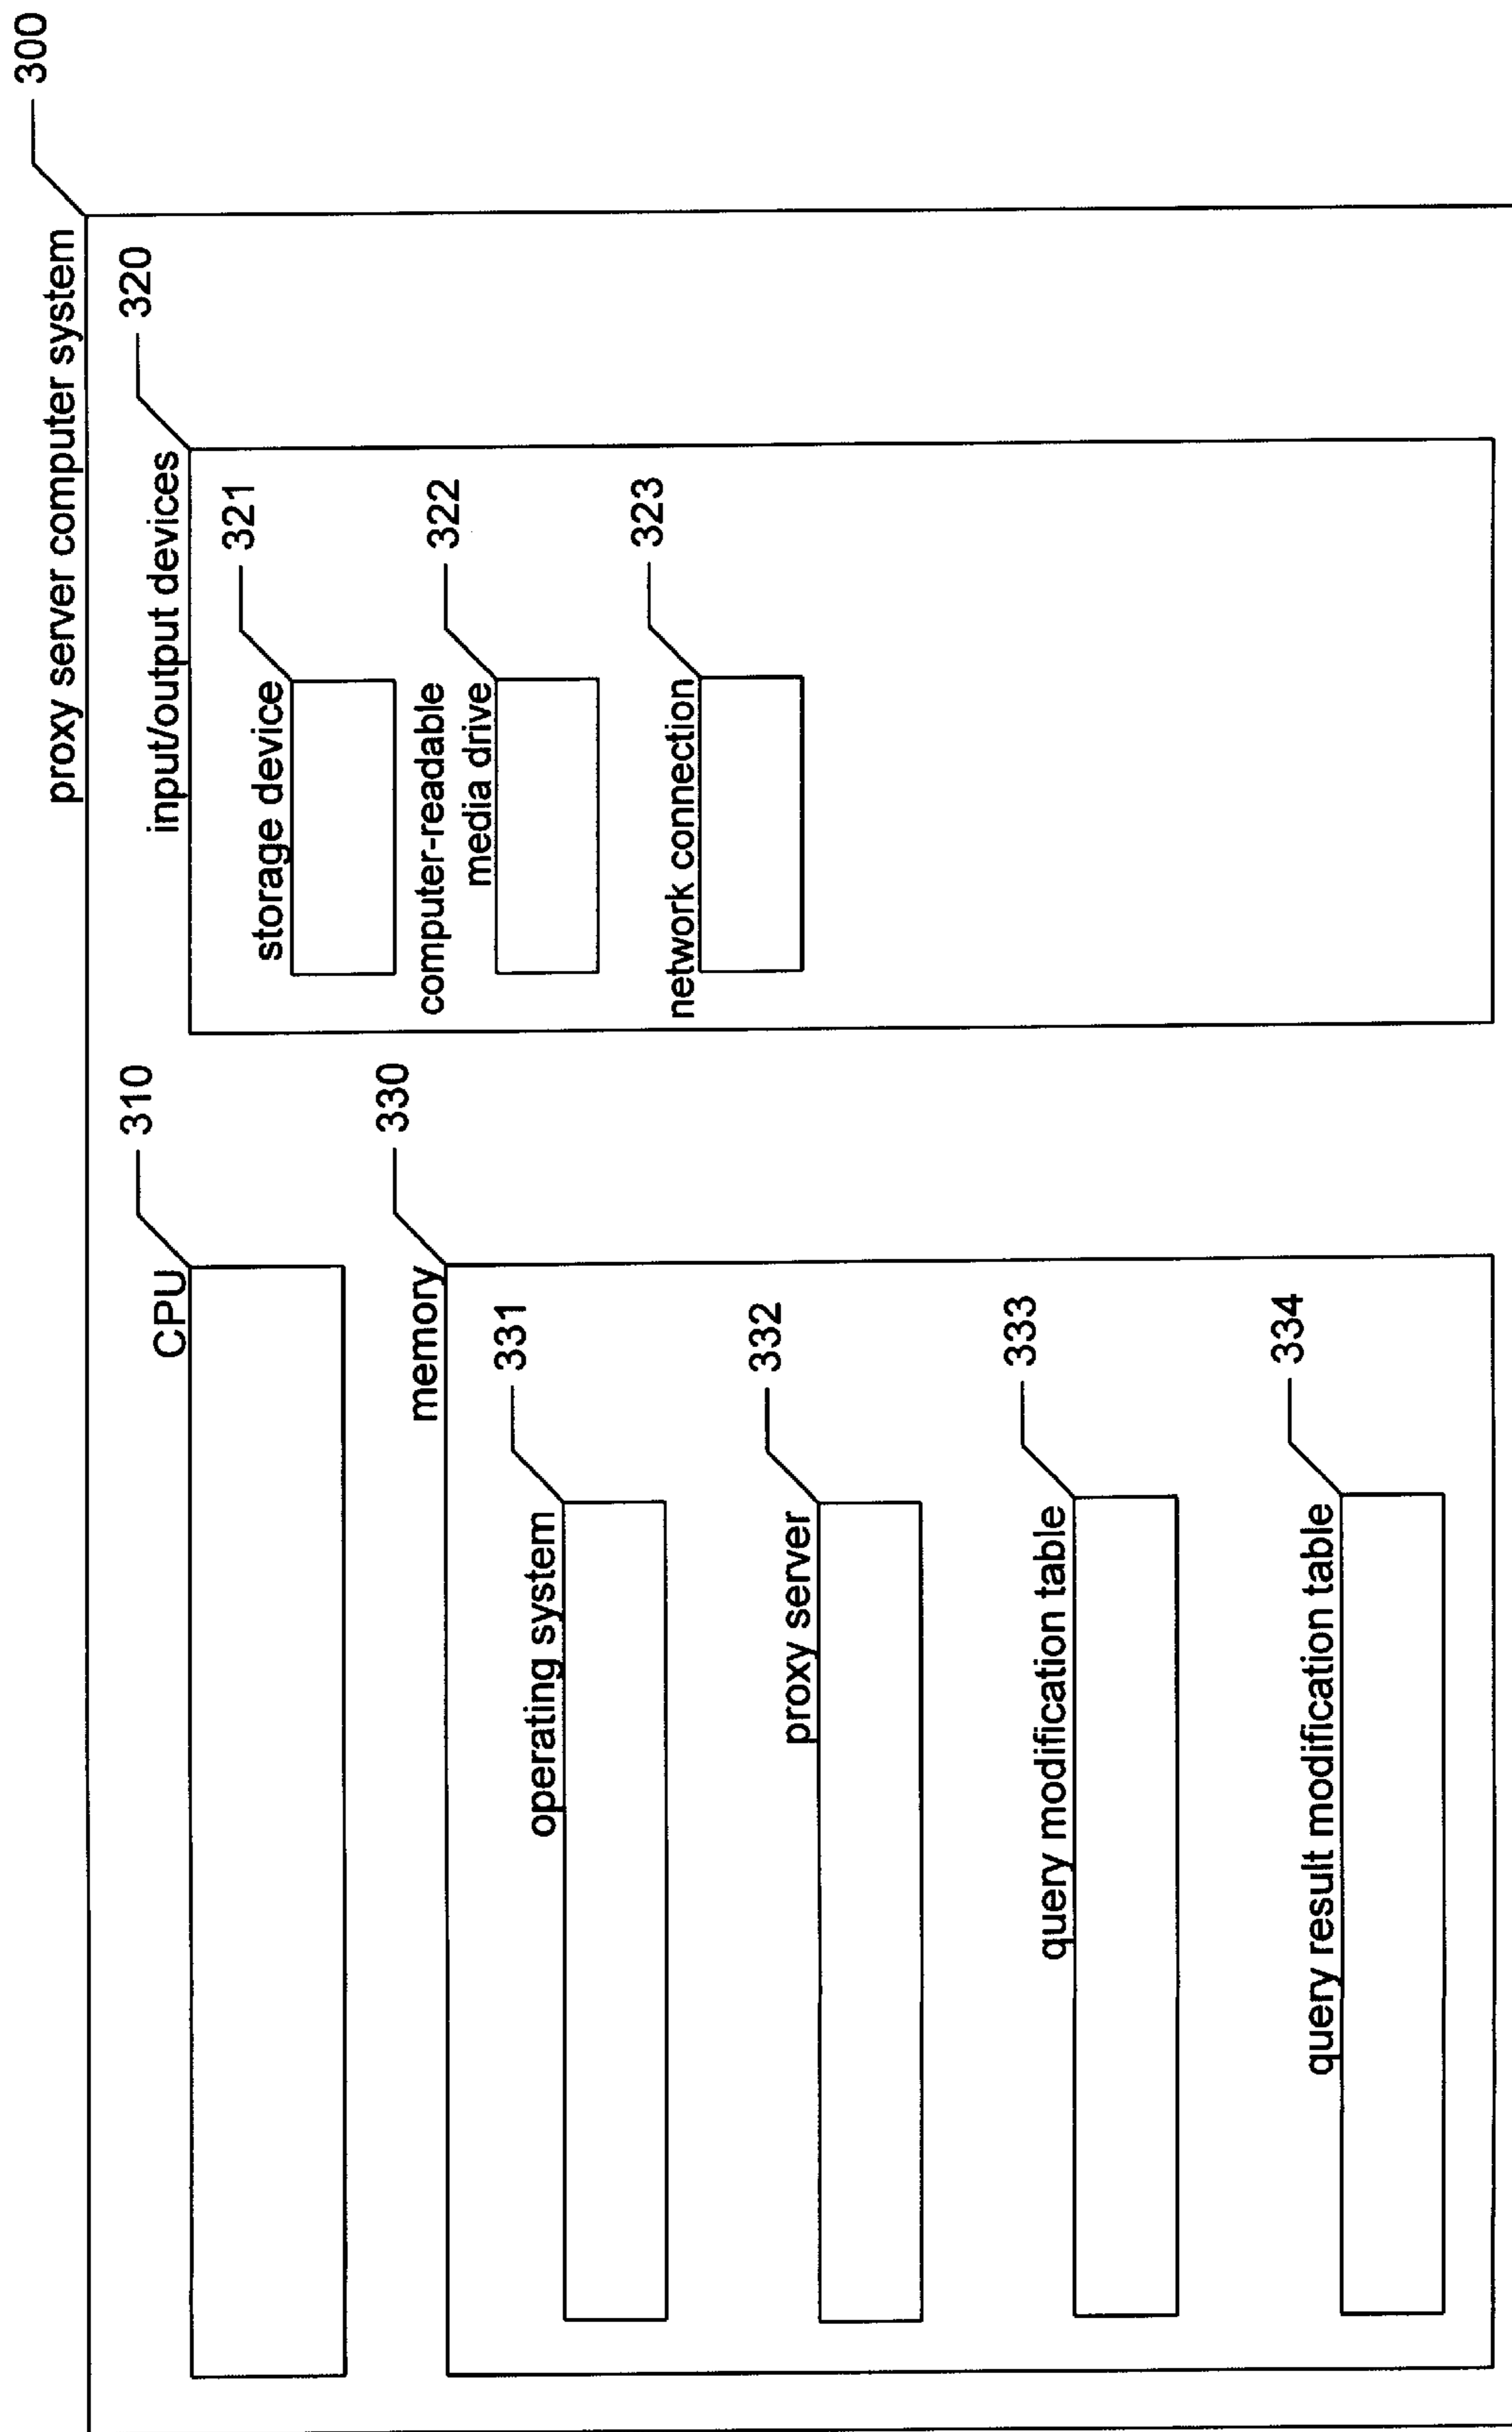 300
proxy server computer system
310
CPU
320
input/output devices
321
storage device
322
computer-readable
media drive
323
network connection
330
memory
331
operating system
332
proxy server
333
query modification table
334
query result modification table